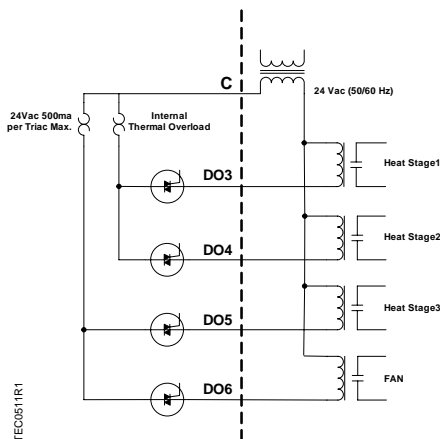 C
24 Vac (50/60 Hz)
24Vac 500ma
per Triac Max.
Internal
Thermal Overload
DO3
Heat Stage1
DO4
Heat Stage2
DO5
Heat Stage3
DO6
FAN
TEC0511R1